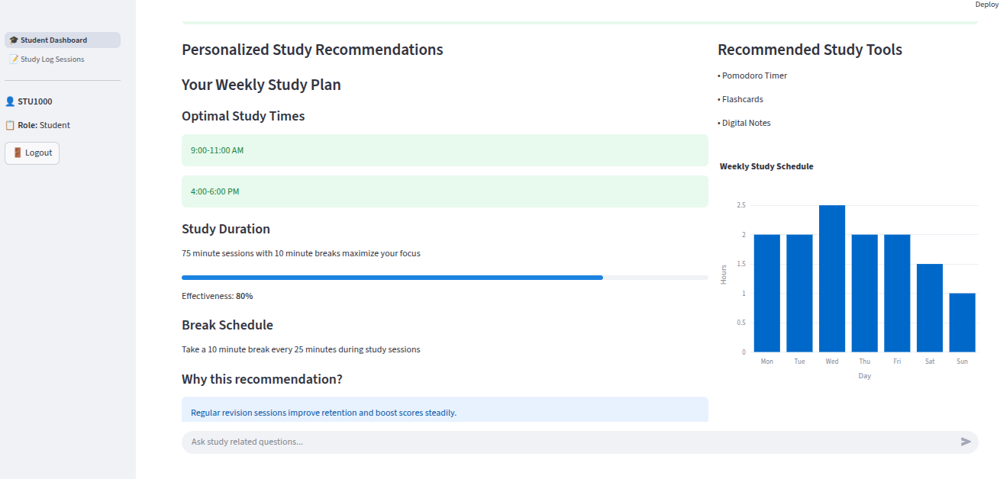 Deploy
🎓 Student Dashboard
📝 Study Log Sessions
👤 STU1000
📋 Role: Student
🚪 Logout
Personalized Study Recommendations
Your Weekly Study Plan
Optimal Study Times
9:00-11:00 AM
4:00-6:00 PM
Study Duration
75 minute sessions with 10 minute breaks maximize your focus
Effectiveness: 80%
Break Schedule
Take a 10 minute break every 25 minutes during study sessions
Why this recommendation?
Regular revision sessions improve retention and boost scores steadily.
Recommended Study Tools
• Pomodoro Timer
• Flashcards
• Digital Notes
Weekly Study Schedule
2.5
2
1.5
1
0.5
0
Hours
Mon Tue Wed Thu Fri Sat Sun
Day
Ask study related questions...